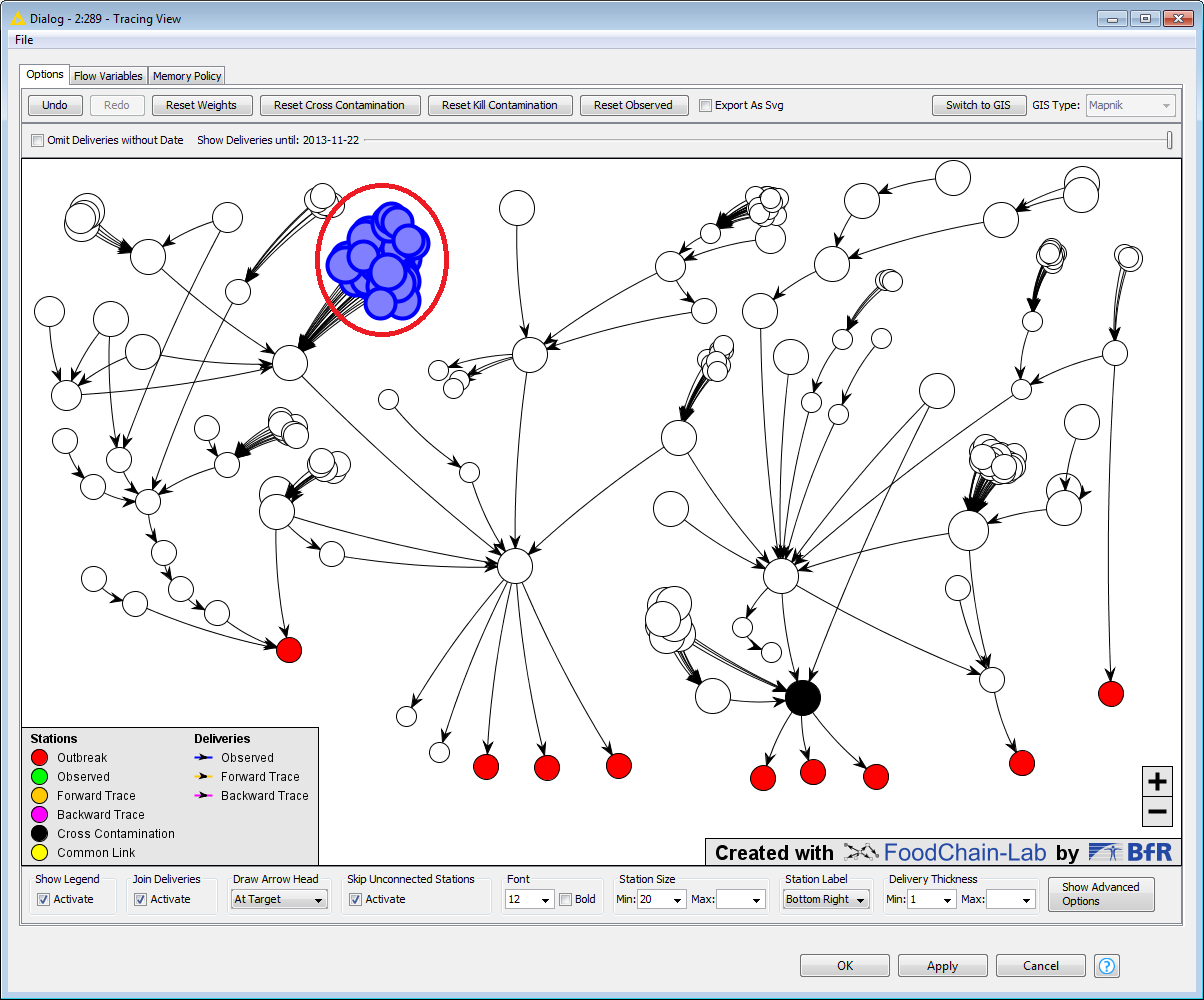 Dialog - 2:289 - Tracing View
File
Options Flow Variables Memory Policy
Undo Redo Reset Weights Reset Cross Contamination Reset Kill Contamination Reset Observed Export As Svg Switch to GIS GIS Type: Mapnik
Omit Deliveries without Date Show Deliveries until: 2013-11-22
Stations Deliveries
Outbreak Observed
Observed Forward Trace
Forward Trace Backward Trace
Backward Trace
Cross Contamination
Common Link
+
−
Created with FoodChain-Lab by BfR
Show Legend Join Deliveries Draw Arrow Head Skip Unconnected Stations Font Station Size Station Label Delivery Thickness
Activate Activate At Target Activate 12 Bold Min: 20 Max: Bottom Right Min: 1 Max: Show Advanced
Options
OK Apply Cancel ?